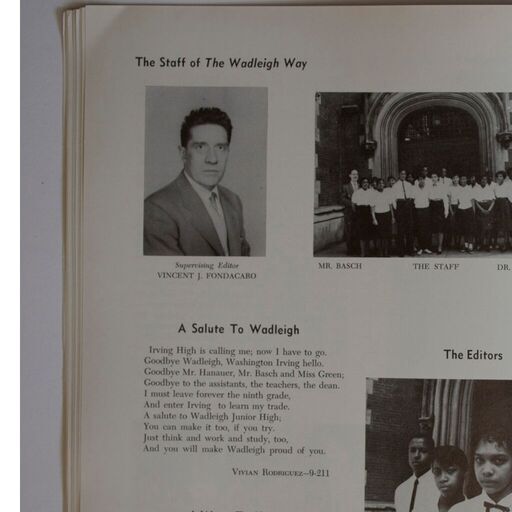 The Staff of The Wadleigh Way
Supervising Editor
VINCENT J. FONDACARO
MR. BASCH THE STAFF DR.
A Salute To Wadleigh
Irving High is calling me; now I have to go.
Goodbye Wadleigh, Washington Irving hello.
Goodbye Mr. Hanauer, Mr. Basch and Miss Green;
Goodbye to the assistants, the teachers, the dean.
I must leave forever the ninth grade,
And enter Irving to learn my trade.
A salute to Wadleigh Junior High;
You can make it too, if you try.
Just think and work and study, too,
And you will make Wadleigh proud of you.
VIVIAN RODRIGUEZ—9-211
The Editors